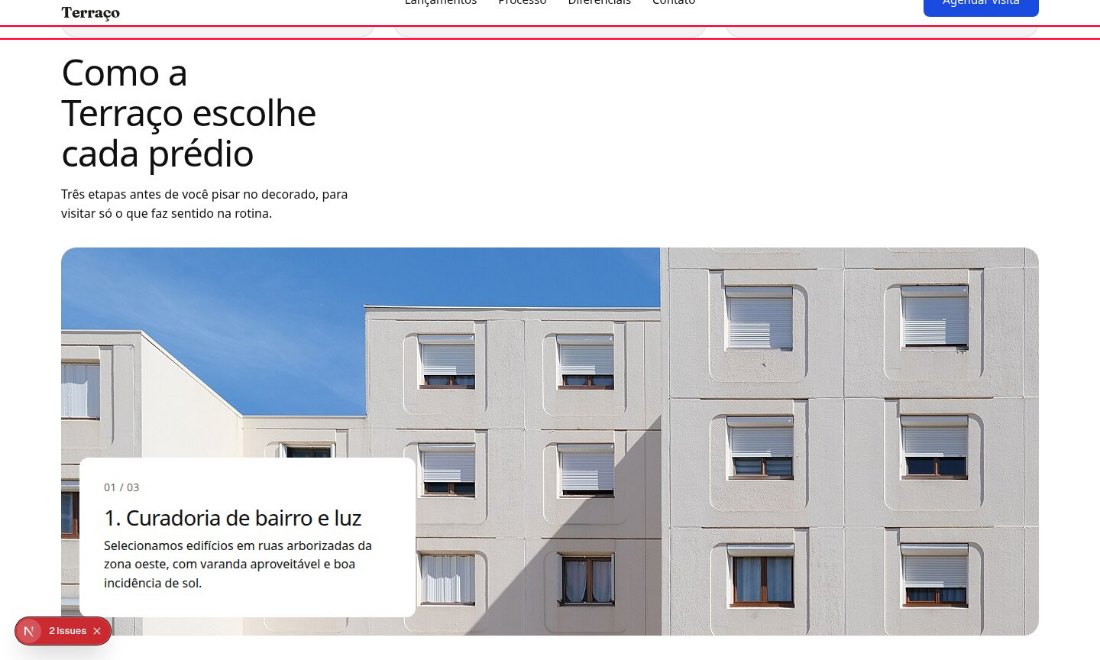 Terraço
Lançamentos Processo Diferenciais Contato
Agendar visita
Como a
Terraço escolhe
cada prédio
Três etapas antes de você pisar no decorado, para
visitar só o que faz sentido na rotina.
01 / 03
1. Curadoria de bairro e luz
Selecionamos edifícios em ruas arborizadas da
zona oeste, com varanda aproveitável e boa
incidência de sol.
N 2 Issues